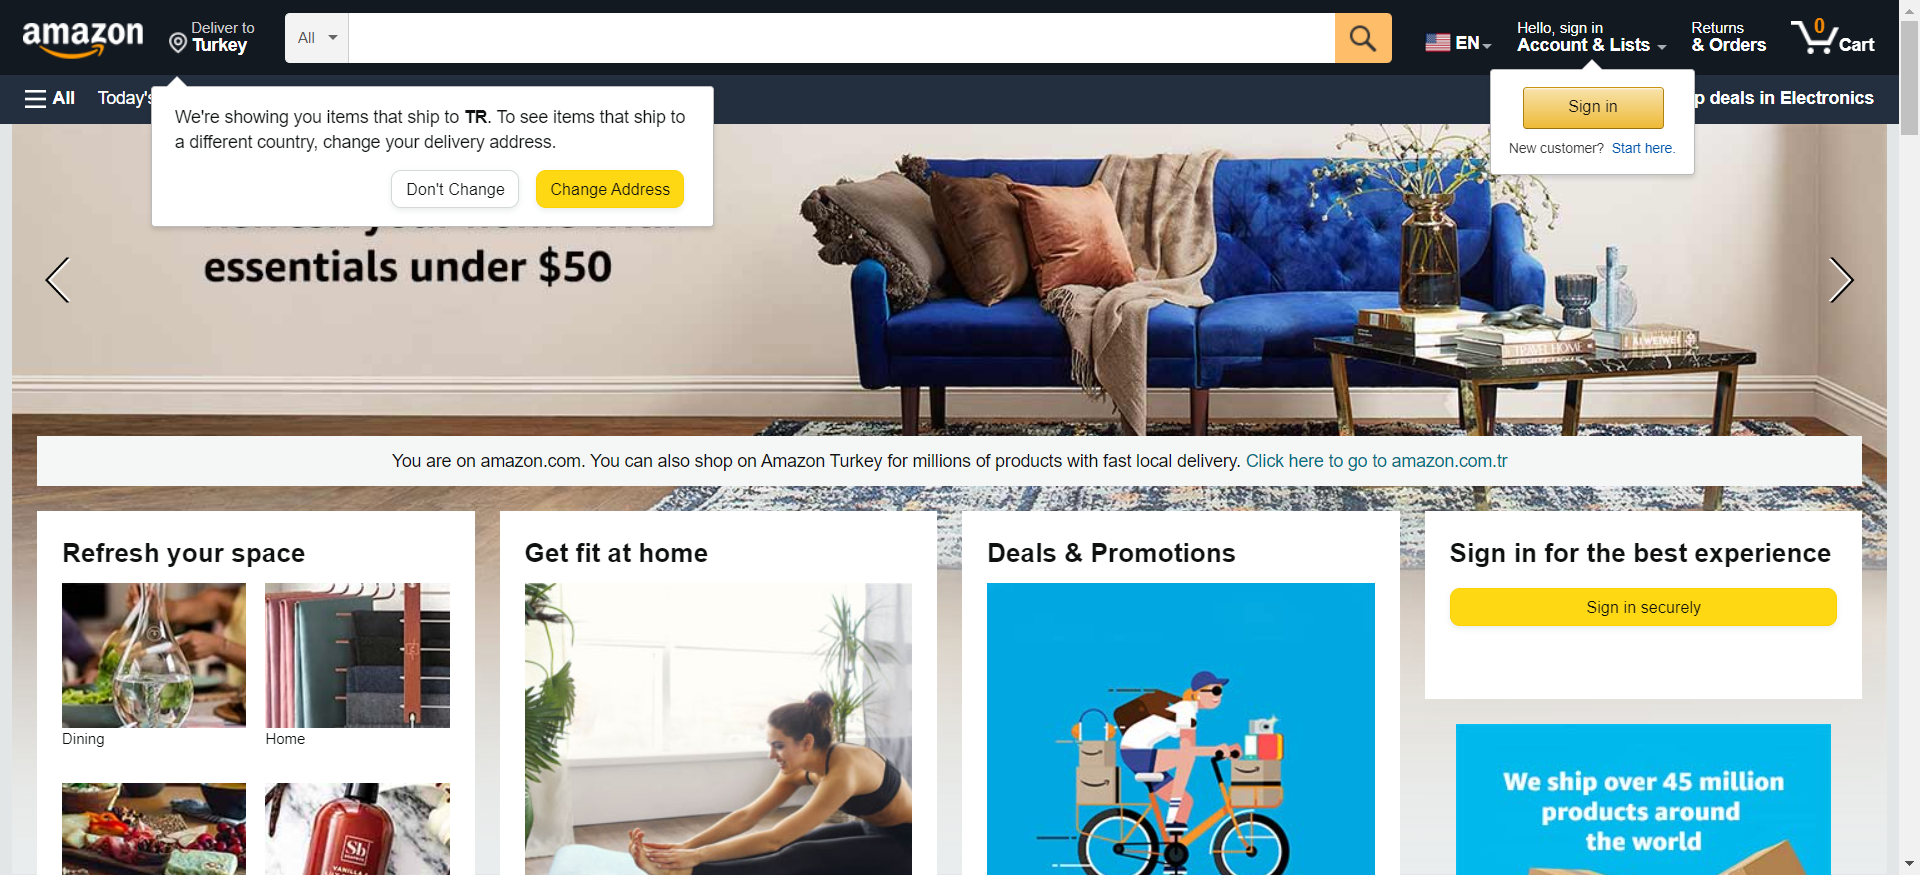 amazon
Deliver to
Turkey
All
EN
Hello, sign in
Account & Lists
Returns
& Orders
0
Cart
All
Today's
p deals in Electronics
We're showing you items that ship to TR. To see items that ship to
a different country, change your delivery address.
Don't Change
Change Address
Sign in
New customer? Start here.
essentials under $50
TRAVEL HOME
AI WEIWEI
You are on amazon.com. You can also shop on Amazon Turkey for millions of products with fast local delivery. Click here to go to amazon.com.tr
Refresh your space
Dining
Home
Sb
Get fit at home
Deals & Promotions
Sign in for the best experience
Sign in securely
We ship over 45 million
products around
the world